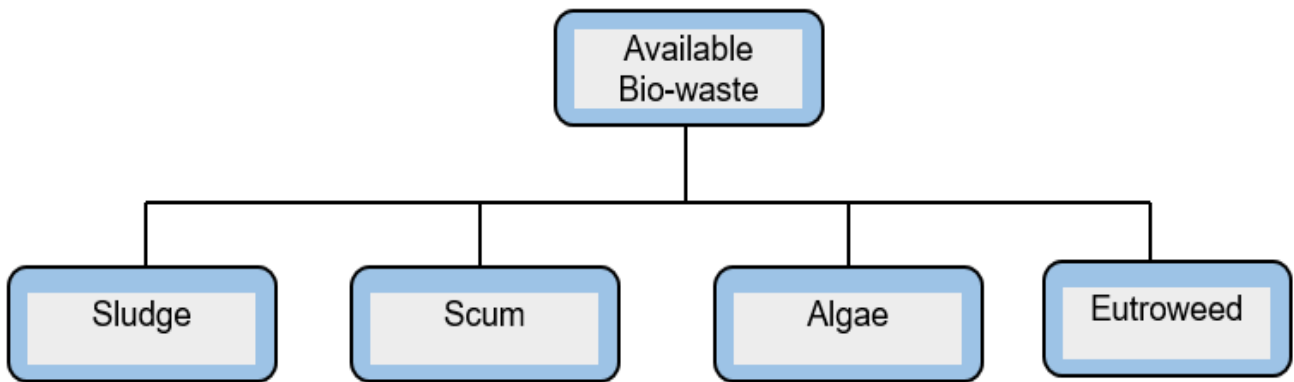 Available
Bio-waste
Sludge
Scum
Algae
Eutroweed